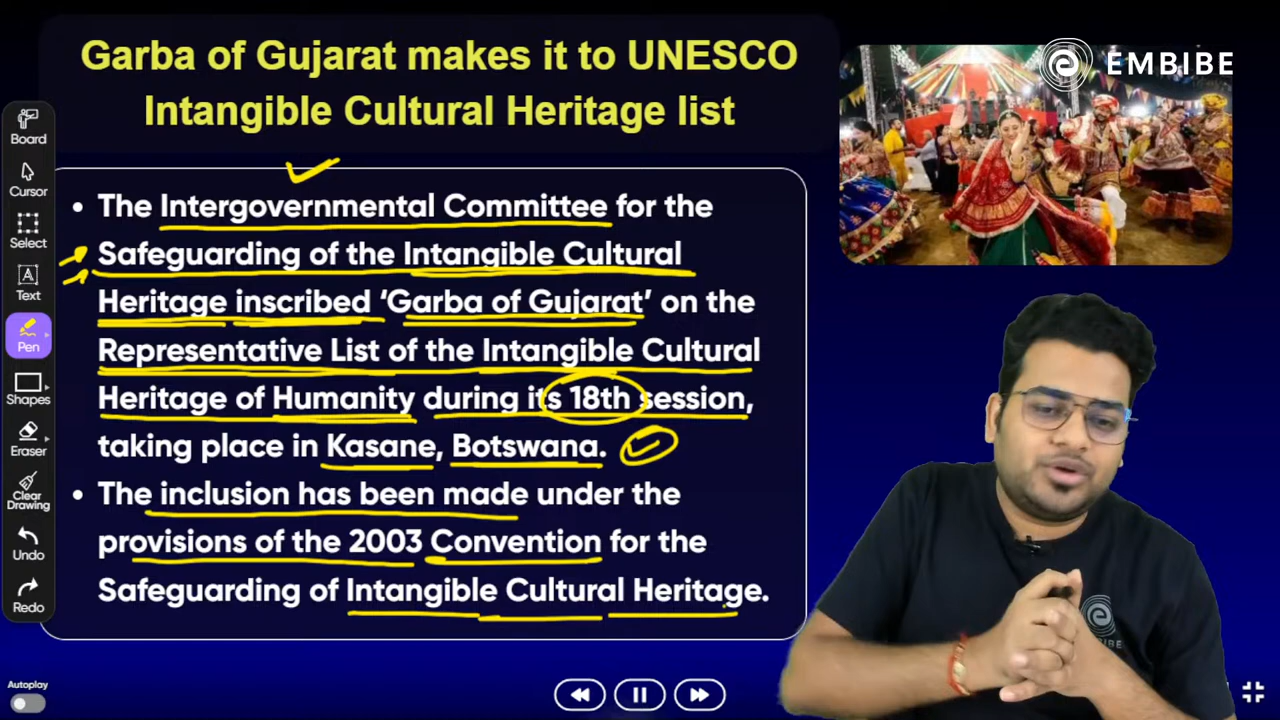 Garba of Gujarat makes it to UNESCO
Intangible Cultural Heritage list
EMBIBE
Board
Cursor
Select
Text
Pen
Shapes
Eraser
Clear
Drawing
Undo
Redo
• The Intergovernmental Committee for the
Safeguarding of the Intangible Cultural
Heritage inscribed ‘Garba of Gujarat’ on the
Representative List of the Intangible Cultural
Heritage of Humanity during its 18th session,
taking place in Kasane, Botswana.
• The inclusion has been made under the
provisions of the 2003 Convention for the
Safeguarding of Intangible Cultural Heritage.
Autoplay